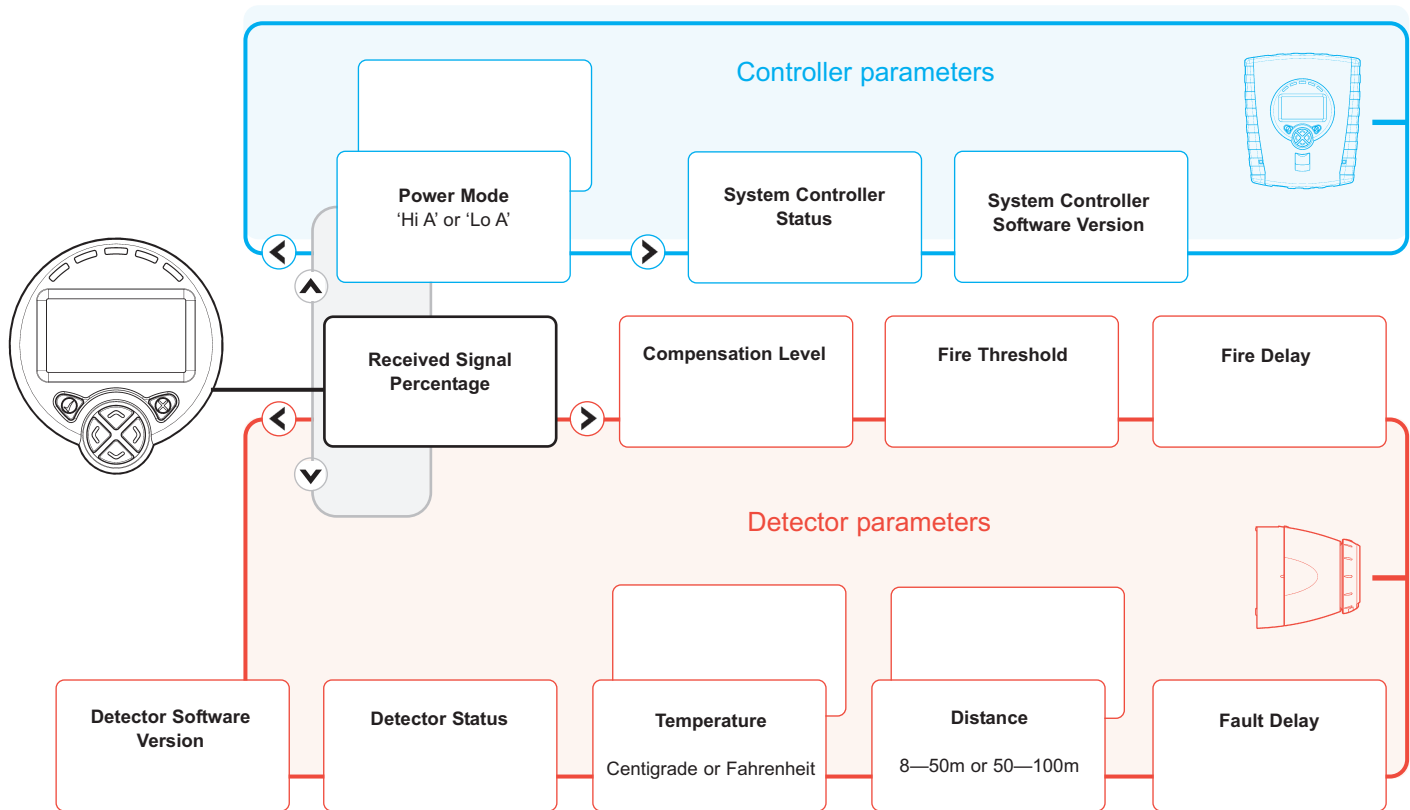 Controller parameters
Power Mode
‘Hi A’ or ‘Lo A’
System Controller
Status
System Controller
Software Version
Received Signal
Percentage
Compensation Level
Fire Threshold
Fire Delay
Detector parameters
Detector Software
Version
Detector Status
Temperature
Centigrade or Fahrenheit
Distance
8—50m or 50—100m
Fault Delay